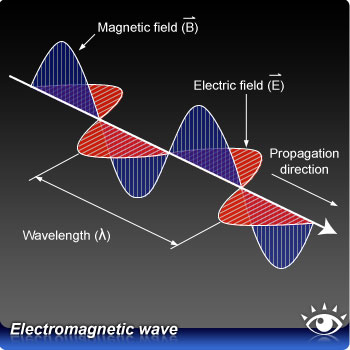 Magnetic field (B⃗)
Electric field (E⃗)
Propagation
direction
Wavelength (λ)
Electromagnetic wave